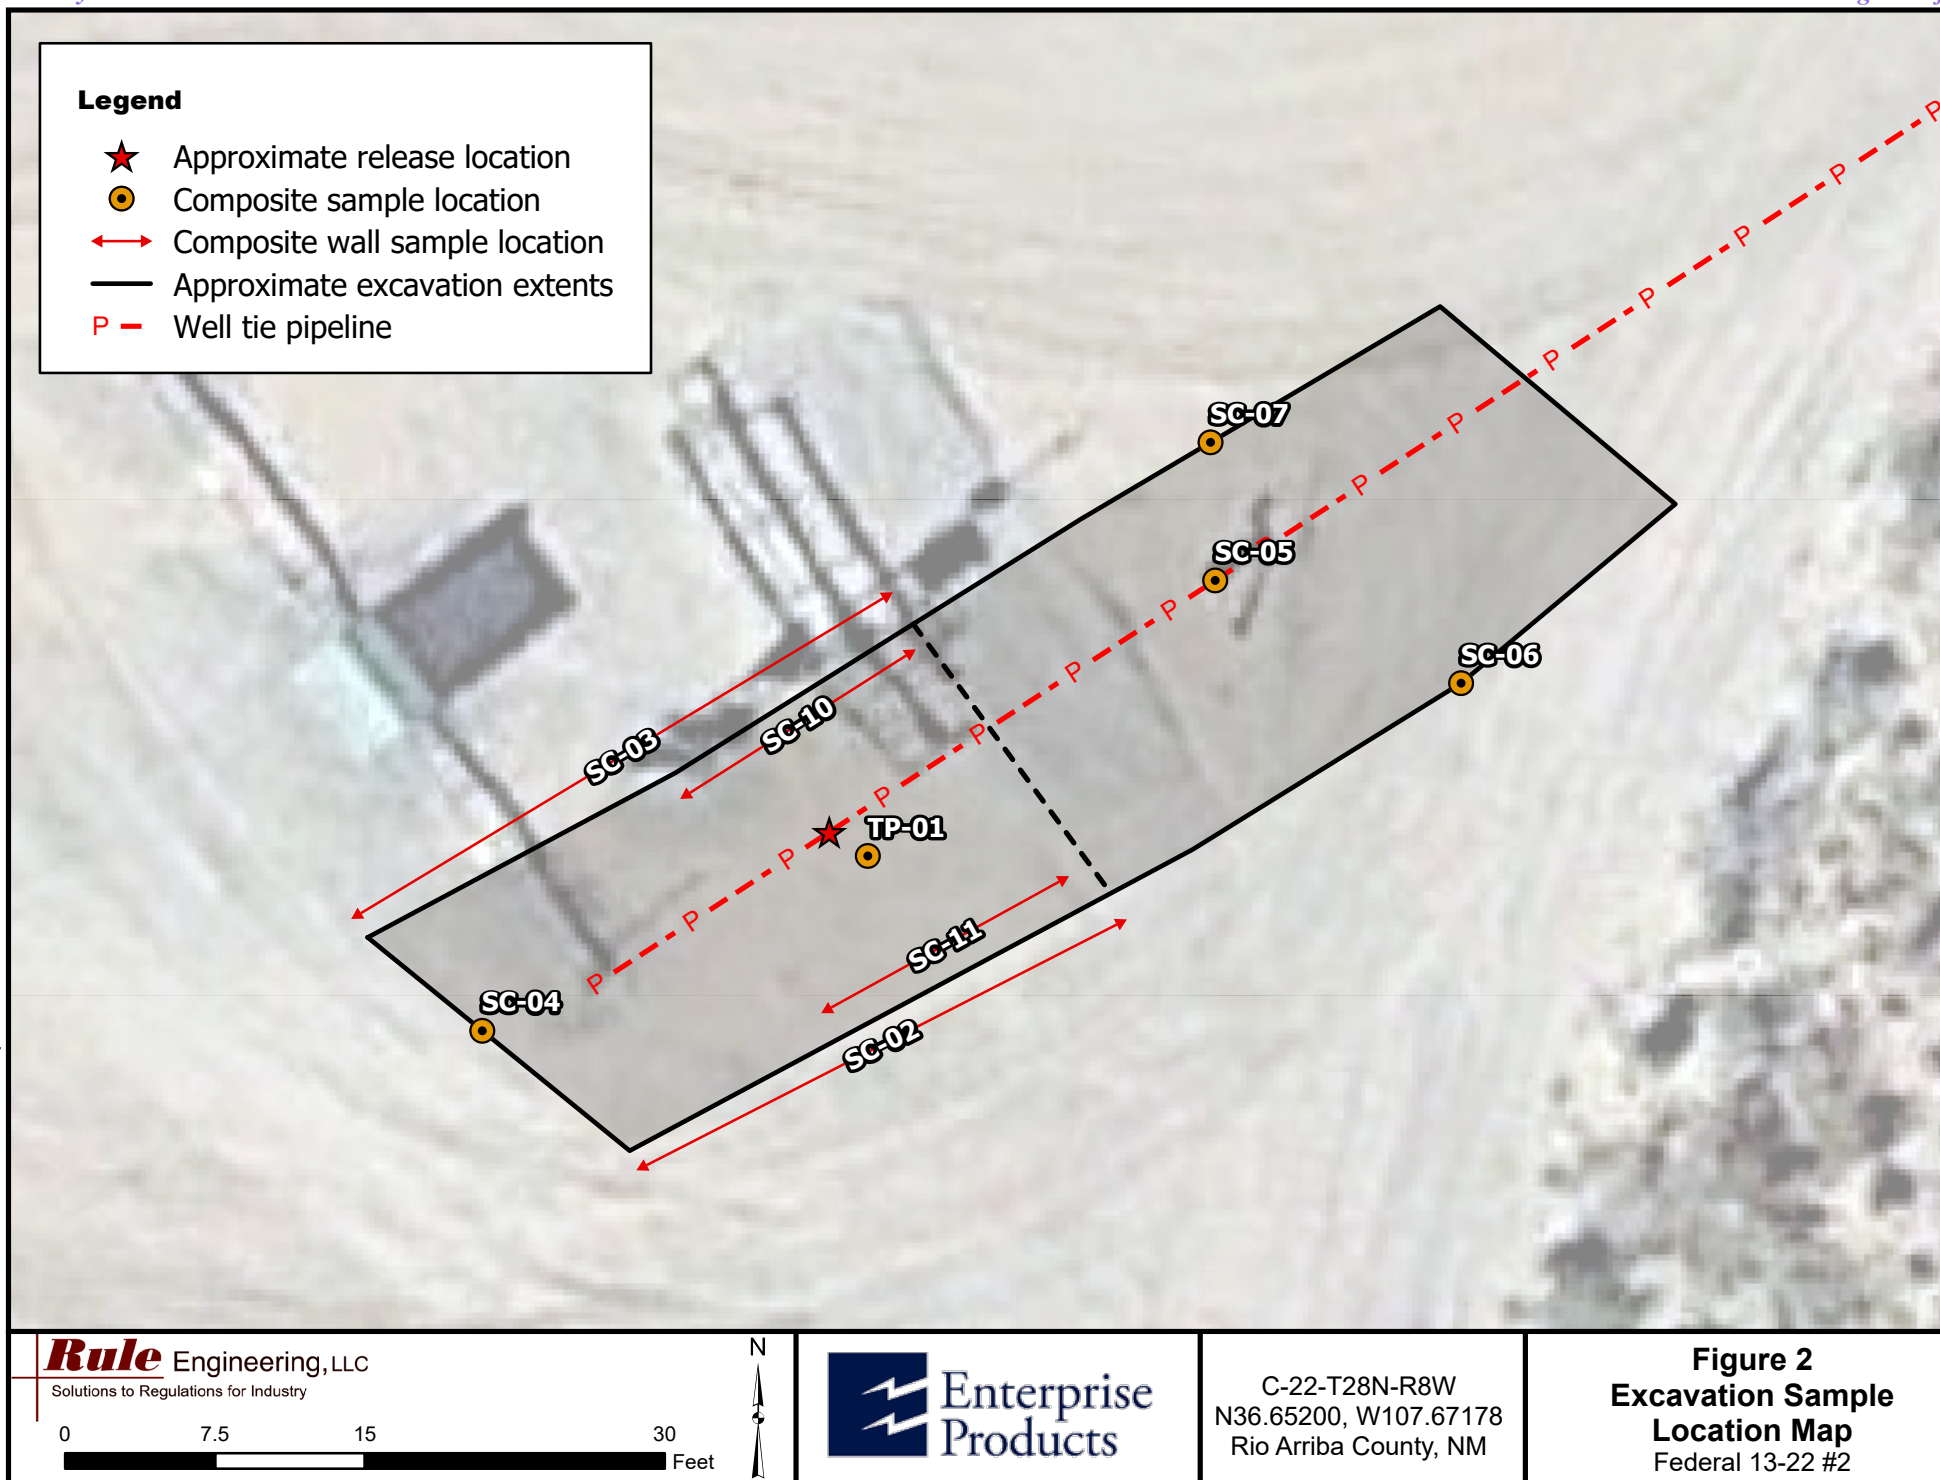 Legend
Approximate release location
Composite sample location
Composite wall sample location
Approximate excavation extents
P Well tie pipeline
P
P
P
P
P
P
P
SC-07
SC-05
P
SC-06
P
SC-03
SC-10
P
P
TP-01
P
P
SC-11
P
SC-04
SC-02
Rule Engineering, LLC
Solutions to Regulations for Industry
0 7.5 15 30
Feet
N
Enterprise
Products
C-22-T28N-R8W
N36.65200, W107.67178
Rio Arriba County, NM
Figure 2
Excavation Sample
Location Map
Federal 13-22 #2